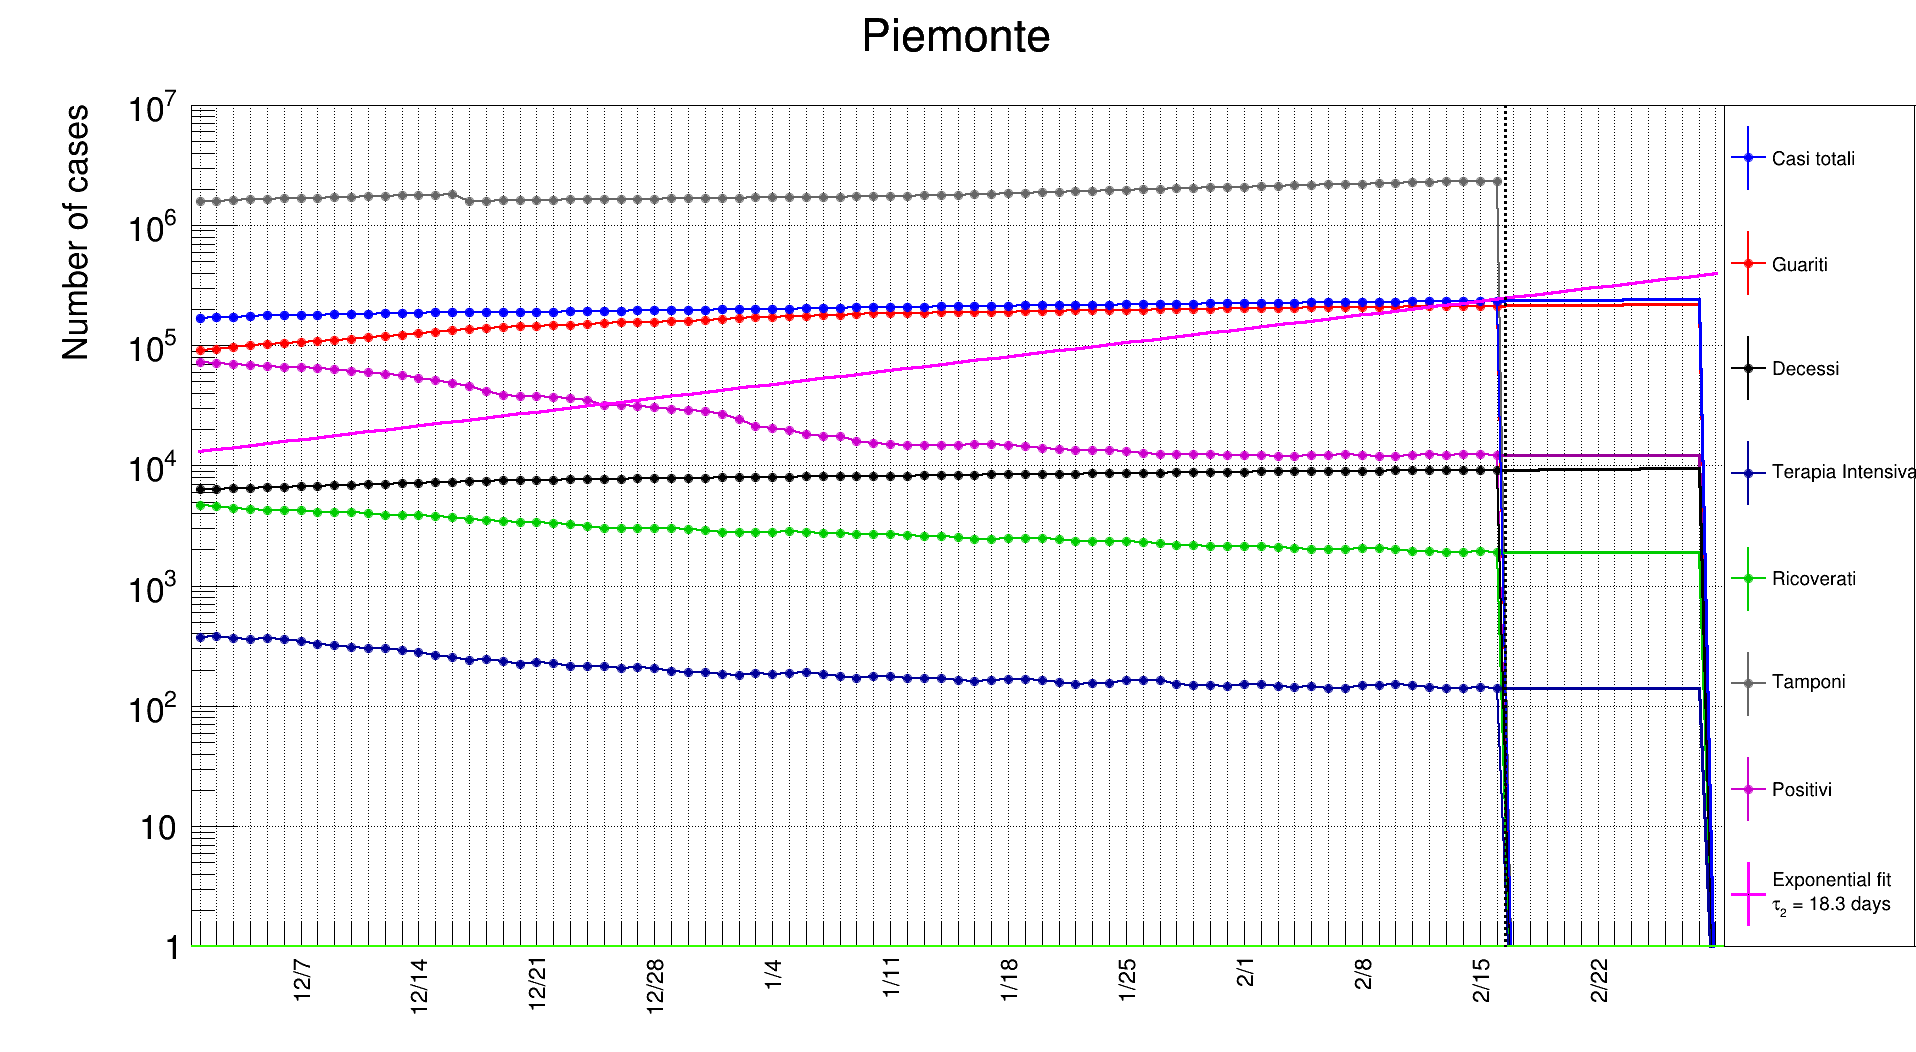 Piemonte
Number of cases
10^7
10^6
10^5
10^4
10^3
10^2
10
1
12/7
12/14
12/21
12/28
1/4
1/11
1/18
1/25
2/1
2/8
2/15
2/22
Casi totali
Guariti
Decessi
Terapia Intensiva
Ricoverati
Tamponi
Positivi
Exponential fit
τ₂ = 18.3 days